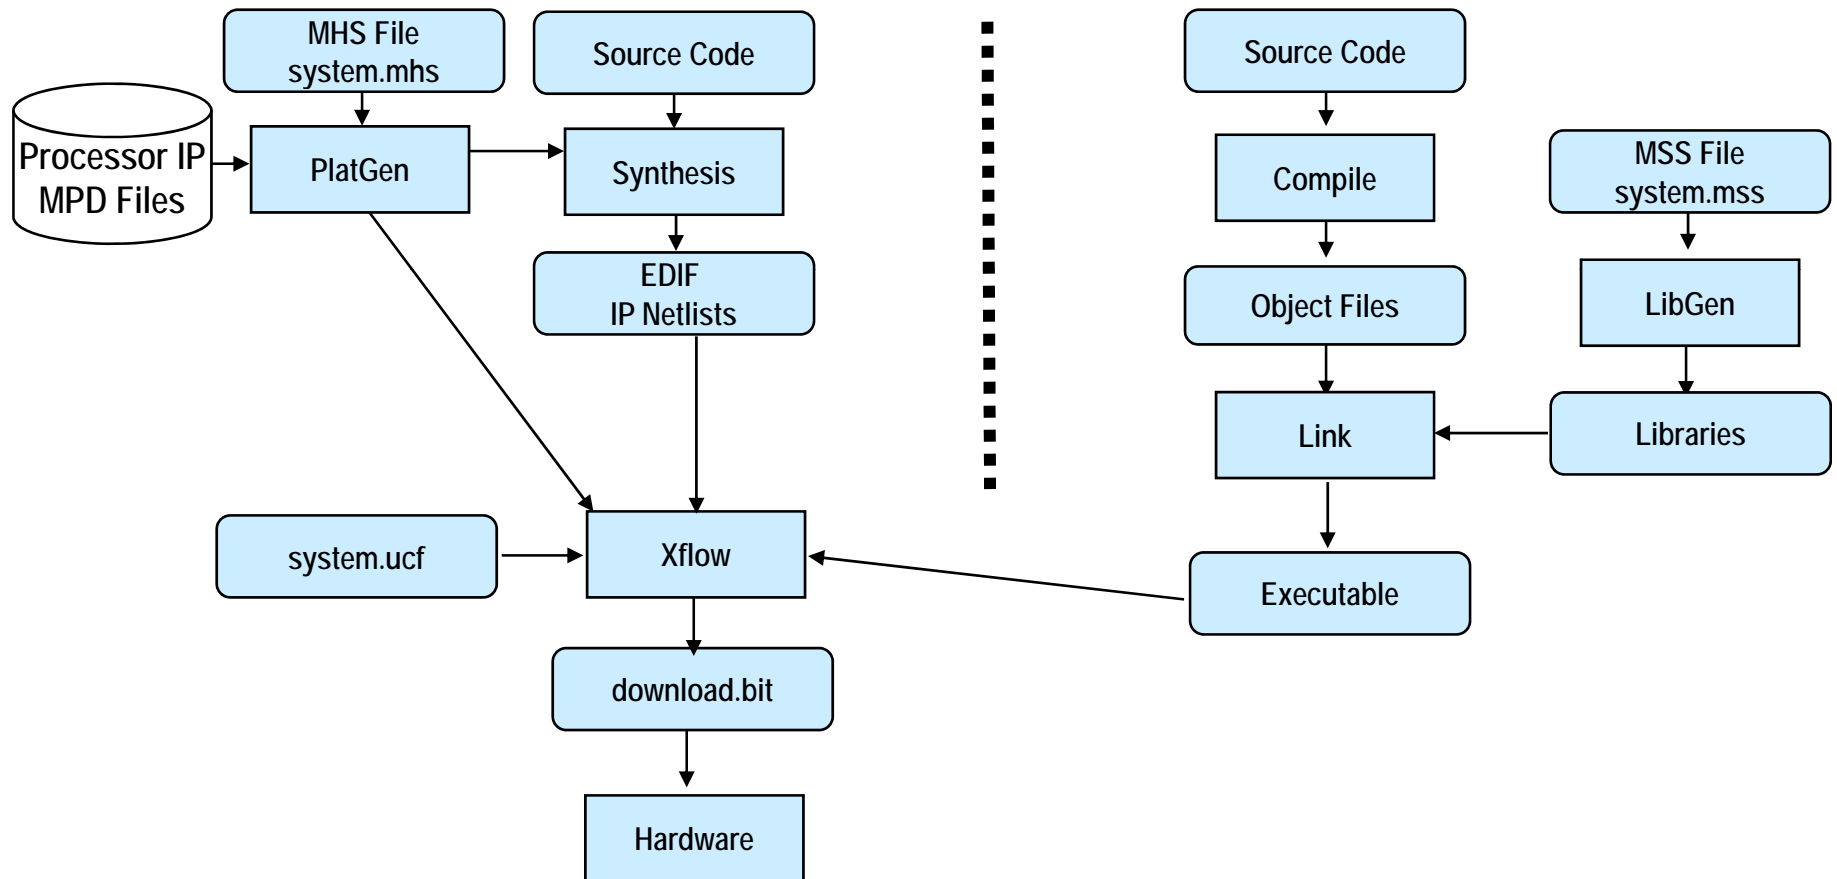 MHS File
system.mhs
Source Code
Source Code
Processor IP
MPD Files
PlatGen
Synthesis
Compile
MSS File
system.mss
EDIF
IP Netlists
Object Files
LibGen
Link
Libraries
system.ucf
Xflow
Executable
download.bit
Hardware